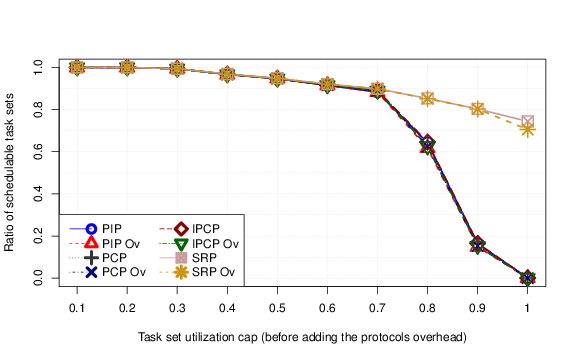 Ratio of schedulable task sets
1.0
0.8
0.6
0.4
0.2
0.0
PIP
PIP Ov
PCP
PCP Ov
IPCP
IPCP Ov
SRP
SRP Ov
0.1 0.2 0.3 0.4 0.5 0.6 0.7 0.8 0.9 1
Task set utilization cap (before adding the protocols overhead)